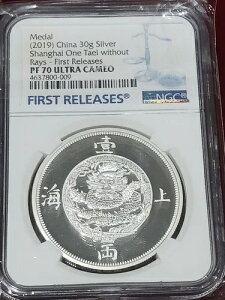 Medal
(2019) China 30g Silver
Shanghai One Tael without
Rays - First Releases
PF 70 ULTRA CAMEO
4637800-009
FIRST RELEASES
NGC
壹
海 上
兩